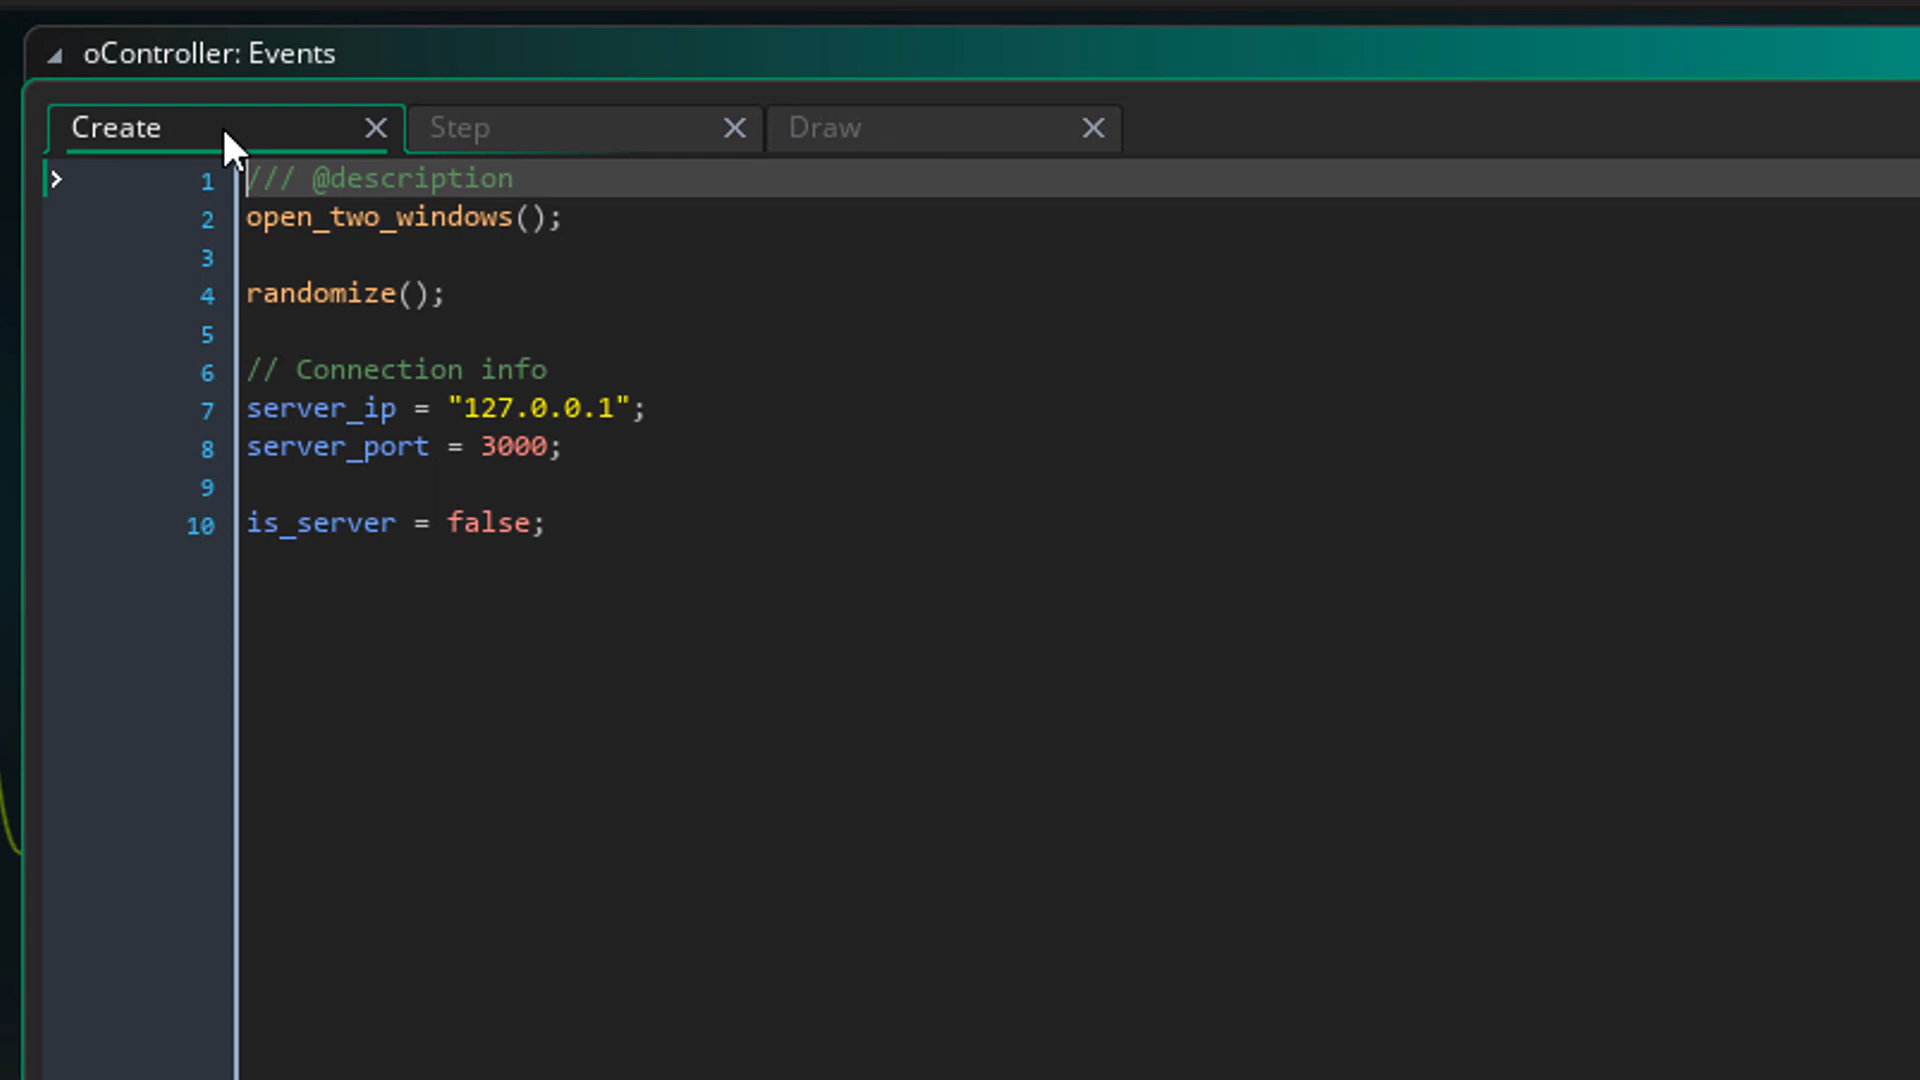 oController: Events
Create Step Draw
1 /// @description
2 open_two_windows();
3
4 randomize();
5
6 // Connection info
7 server_ip = "127.0.0.1";
8 server_port = 3000;
9
10 is_server = false;